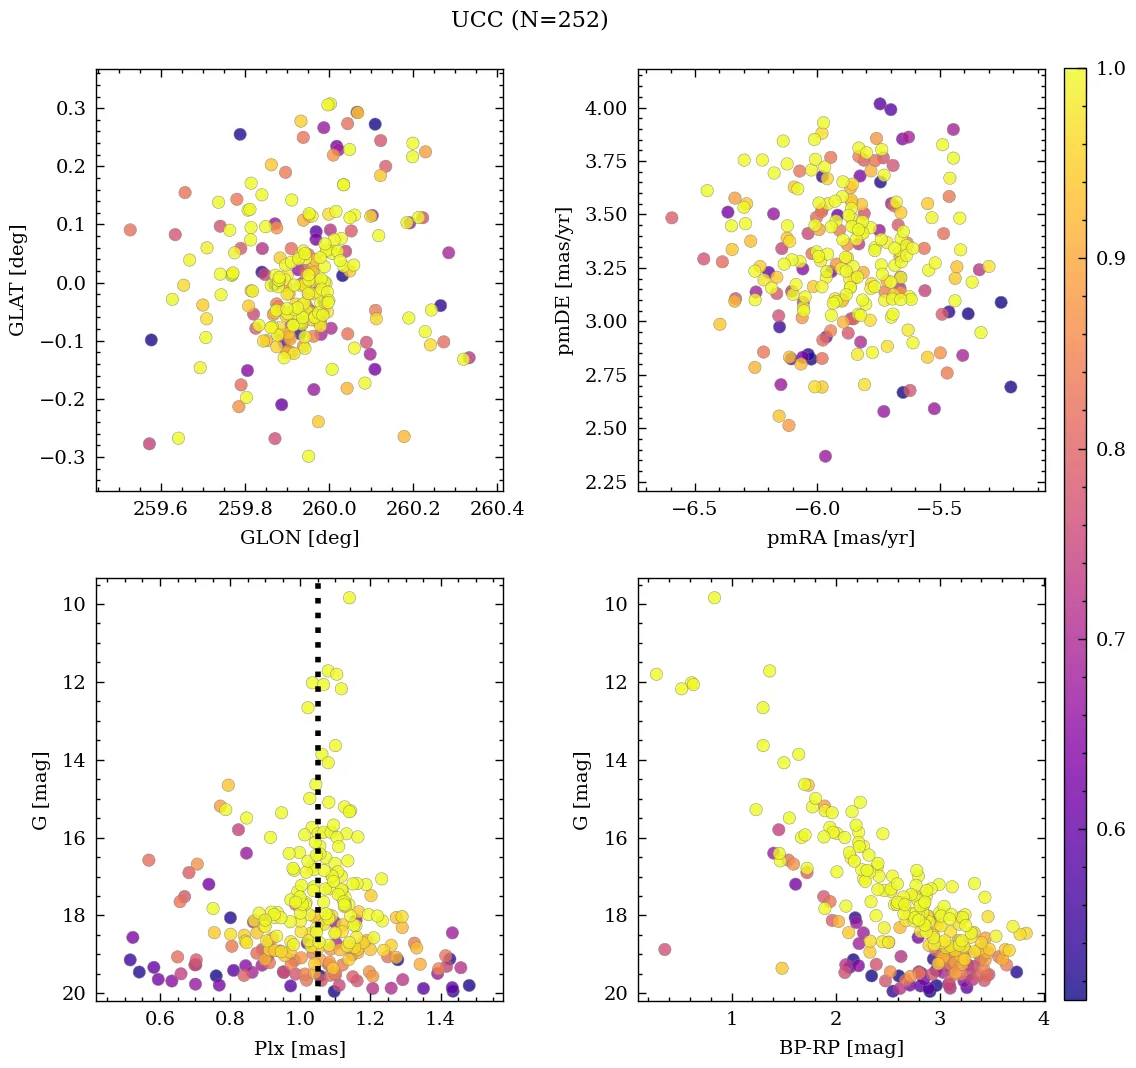 UCC (N=252)
0.3
0.2
0.1
0.0
−0.1
−0.2
−0.3
GLAT [deg]
259.6 259.8 260.0 260.2 260.4
GLON [deg]
4.00
3.75
3.50
3.25
3.00
2.75
2.50
2.25
pmDE [mas/yr]
−6.5 −6.0 −5.5
pmRA [mas/yr]
10
12
14
16
18
20
G [mag]
0.6 0.8 1.0 1.2 1.4
Plx [mas]
10
12
14
16
18
20
G [mag]
1 2 3 4
BP-RP [mag]
1.0
0.9
0.8
0.7
0.6